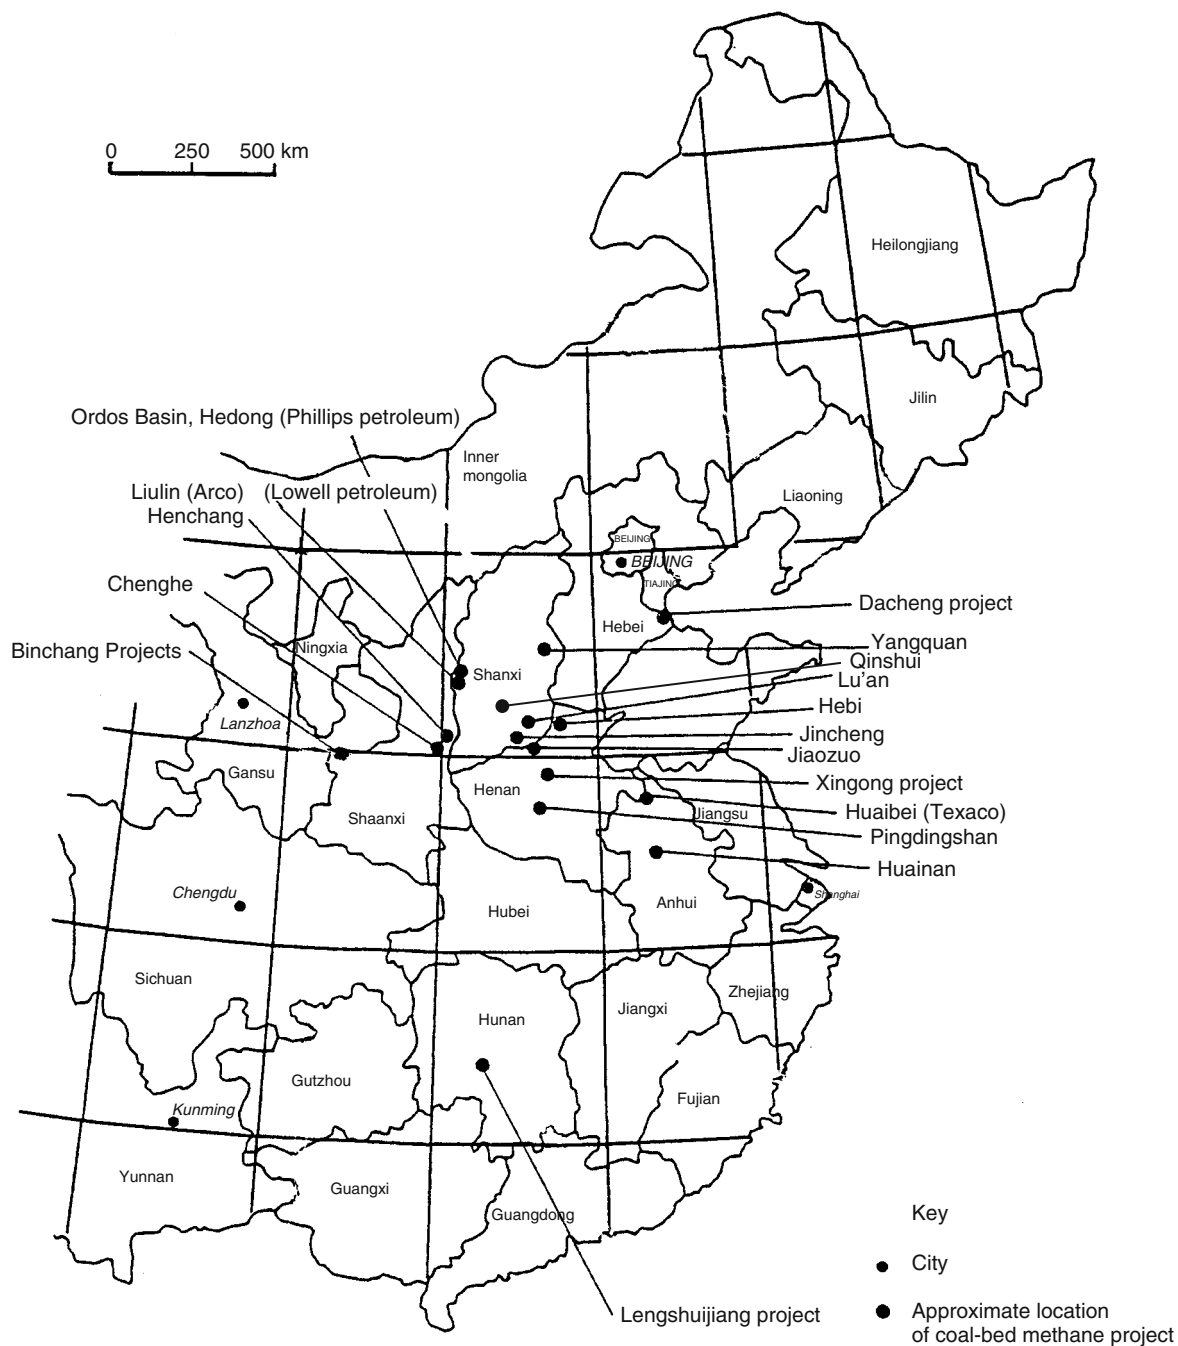 0 250 500 km
Heilongjiang
Jilin
Ordos Basin, Hedong (Phillips petroleum)
Inner
mongolia
Liulin (Arco) (Lowell petroleum)
Henchang
Liaoning
BEIJING
BEIJING
Chenghe
TIAJING
Dacheng project
Hebei
Binchang Projects
Ningxia
Yangquan
Qinshui
Shanxi
Lu'an
Hebi
Lanzhoa
Jincheng
Jiaozuo
Gansu
Xingong project
Henan
Huaibei (Texaco)
Shaanxi
Jiangsu
Pingdingshan
Huainan
Chengdu
Shanghai
Hubei
Anhui
Sichuan
Zhejiang
Hunan
Jiangxi
Gutzhou
Fujian
Kunming
Yunnan
Guangxi
Guangdong
Key
City
Lengshuijiang project
Approximate location
of coal-bed methane project